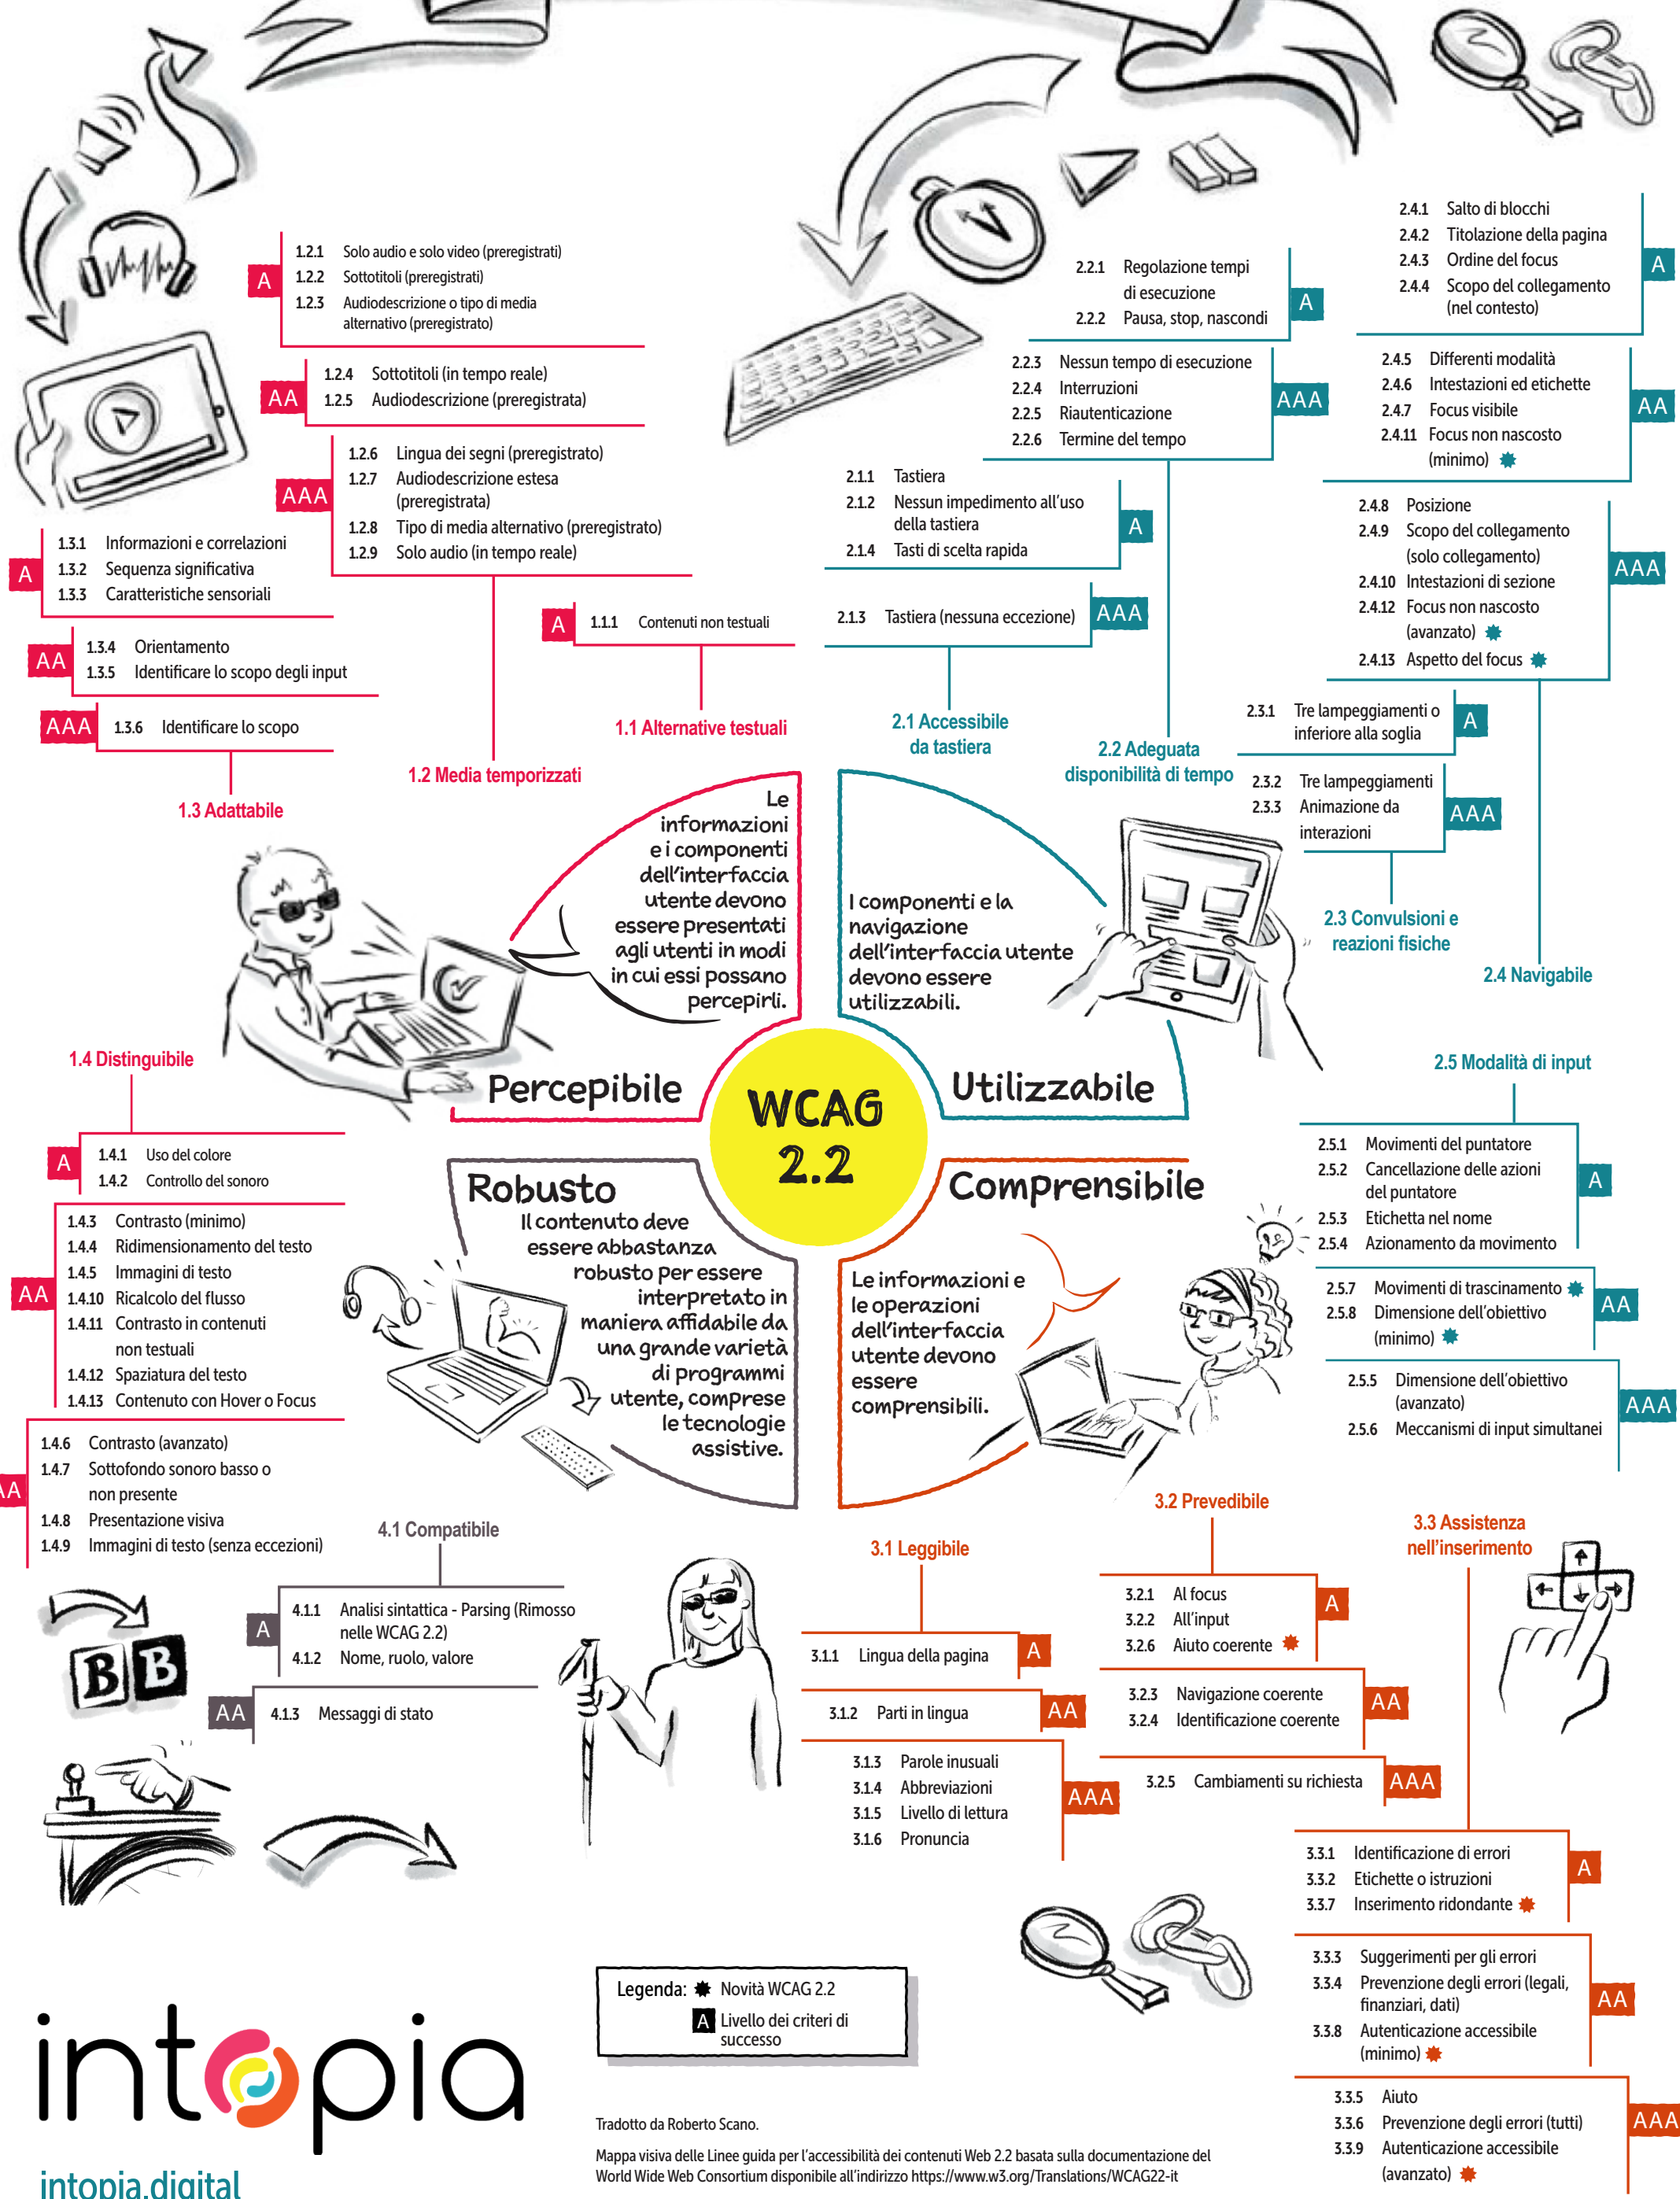 A
1.2.1 Solo audio e solo video (preregistrati)
1.2.2 Sottotitoli (preregistrati)
1.2.3 Audiodescrizione o tipo di media
alternativo (preregistrato)
AA
1.2.4 Sottotitoli (in tempo reale)
1.2.5 Audiodescrizione (preregistrata)
AAA
1.2.6 Lingua dei segni (preregistrato)
1.2.7 Audiodescrizione estesa
(preregistrata)
1.2.8 Tipo di media alternativo (preregistrato)
1.2.9 Solo audio (in tempo reale)
1.2 Media temporizzati
A
1.3.1 Informazioni e correlazioni
1.3.2 Sequenza significativa
1.3.3 Caratteristiche sensoriali
AA
1.3.4 Orientamento
1.3.5 Identificare lo scopo degli input
AAA
1.3.6 Identificare lo scopo
1.3 Adattabile
A
1.1.1 Contenuti non testuali
1.1 Alternative testuali
2.1.1 Tastiera
2.1.2 Nessun impedimento all'uso
della tastiera
2.1.4 Tasti di scelta rapida
A
2.1.3 Tastiera (nessuna eccezione)
AAA
2.1 Accessibile
da tastiera
2.2.1 Regolazione tempi
di esecuzione
2.2.2 Pausa, stop, nascondi
A
2.2.3 Nessun tempo di esecuzione
2.2.4 Interruzioni
2.2.5 Riautenticazione
2.2.6 Termine del tempo
AAA
2.2 Adeguata
disponibilità di tempo
2.4.1 Salto di blocchi
2.4.2 Titolazione della pagina
2.4.3 Ordine del focus
2.4.4 Scopo del collegamento
(nel contesto)
A
2.4.5 Differenti modalità
2.4.6 Intestazioni ed etichette
2.4.7 Focus visibile
2.4.11 Focus non nascosto
(minimo)
AA
2.4.8 Posizione
2.4.9 Scopo del collegamento
(solo collegamento)
2.4.10 Intestazioni di sezione
2.4.12 Focus non nascosto
(avanzato)
2.4.13 Aspetto del focus
AAA
2.3.1 Tre lampeggiamenti o
inferiore alla soglia
A
2.3.2 Tre lampeggiamenti
2.3.3 Animazione da
interazioni
AAA
2.3 Convulsioni e
reazioni fisiche
2.4 Navigabile
Le
informazioni
e i componenti
dell'interfaccia
utente devono
essere presentati
agli utenti in modi
in cui essi possano
percepirli.
Percepibile
I componenti e la
navigazione
dell'interfaccia utente
devono essere
utilizzabili.
Utilizzabile
WCAG
2.2
Robusto
Il contenuto deve
essere abbastanza
robusto per essere
interpretato in
maniera affidabile da
una grande varietà
di programmi
utente, comprese
le tecnologie
assistive.
Comprensibile
Le informazioni e
le operazioni
dell'interfaccia
utente devono
essere
comprensibili.
1.4 Distinguibile
A
1.4.1 Uso del colore
1.4.2 Controllo del sonoro
AA
1.4.3 Contrasto (minimo)
1.4.4 Ridimensionamento del testo
1.4.5 Immagini di testo
1.4.10 Ricalcolo del flusso
1.4.11 Contrasto in contenuti
non testuali
1.4.12 Spaziatura del testo
1.4.13 Contenuto con Hover o Focus
AA
1.4.6 Contrasto (avanzato)
1.4.7 Sottofondo sonoro basso o
non presente
1.4.8 Presentazione visiva
1.4.9 Immagini di testo (senza eccezioni)
2.5 Modalità di input
2.5.1 Movimenti del puntatore
2.5.2 Cancellazione delle azioni
del puntatore
2.5.3 Etichetta nel nome
2.5.4 Azionamento da movimento
A
2.5.7 Movimenti di trascinamento
2.5.8 Dimensione dell'obiettivo
(minimo)
AA
2.5.5 Dimensione dell'obiettivo
(avanzato)
2.5.6 Meccanismi di input simultanei
AAA
4.1 Compatibile
A
4.1.1 Analisi sintattica - Parsing (Rimosso
nelle WCAG 2.2)
4.1.2 Nome, ruolo, valore
AA
4.1.3 Messaggi di stato
B B
3.1 Leggibile
3.1.1 Lingua della pagina
A
3.1.2 Parti in lingua
AA
3.1.3 Parole inusuali
3.1.4 Abbreviazioni
3.1.5 Livello di lettura
3.1.6 Pronuncia
AAA
3.2 Prevedibile
3.2.1 Al focus
3.2.2 All'input
3.2.6 Aiuto coerente
A
3.2.3 Navigazione coerente
3.2.4 Identificazione coerente
AA
3.2.5 Cambiamenti su richiesta
AAA
3.3 Assistenza
nell'inserimento
3.3.1 Identificazione di errori
3.3.2 Etichette o istruzioni
3.3.7 Inserimento ridondante
A
3.3.3 Suggerimenti per gli errori
3.3.4 Prevenzione degli errori (legali,
finanziari, dati)
3.3.8 Autenticazione accessibile
(minimo)
AA
3.3.5 Aiuto
3.3.6 Prevenzione degli errori (tutti)
3.3.9 Autenticazione accessibile
(avanzato)
AAA
Legenda: Novità WCAG 2.2
A Livello dei criteri di
successo
intopia
intopia.digital
Tradotto da Roberto Scano.
Mappa visiva delle Linee guida per l'accessibilità dei contenuti Web 2.2 basata sulla documentazione del
World Wide Web Consortium disponibile all'indirizzo https://www.w3.org/Translations/WCAG22-it